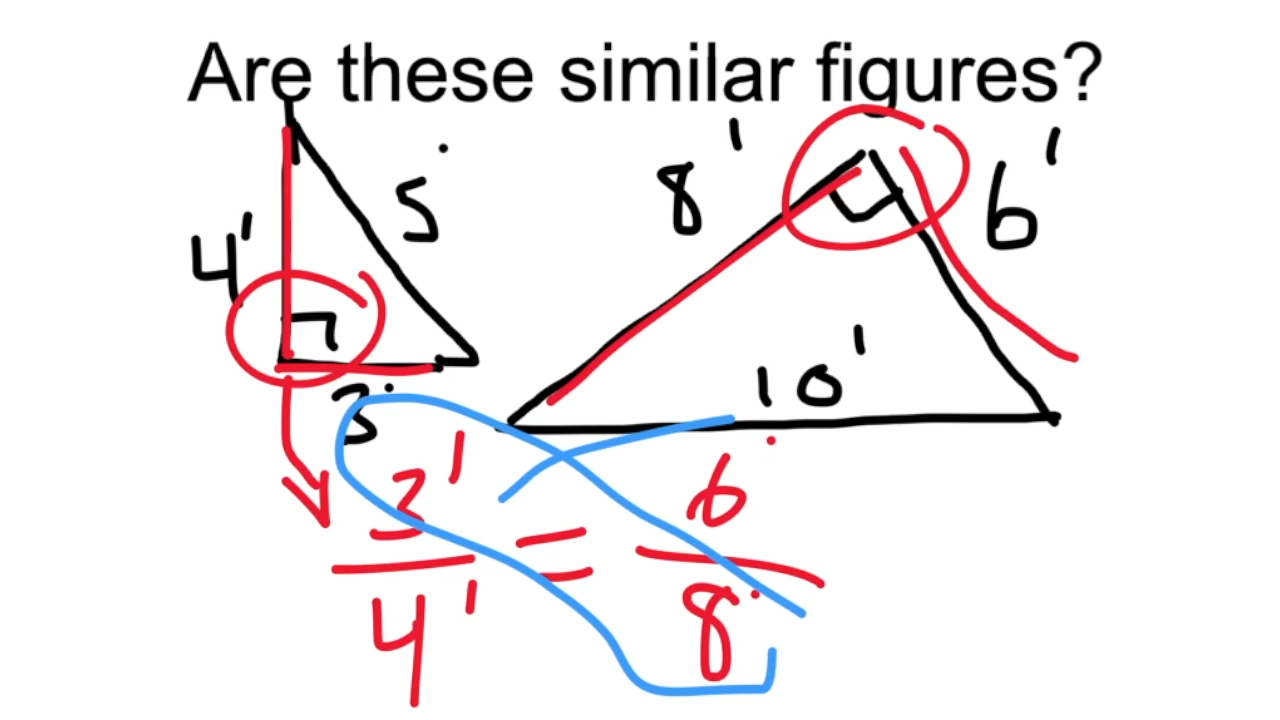 Are these similar figures?
4' 5 8' 6'
3
10'
3' = 6
4' 8